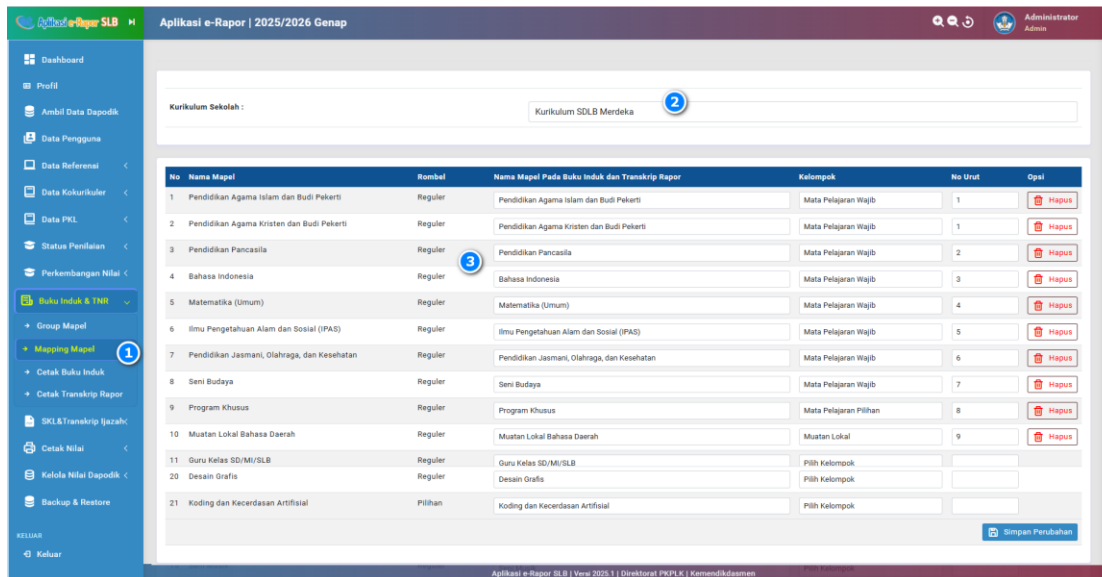 Aplikasi e-Rapor SLB
Aplikasi e-Rapor | 2025/2026 Genap
Administrator
Admin
Dashboard
Profil
Ambil Data Dapodik
Data Pengguna
Data Referensi
Data Kokurikuler
Data PKL
Status Penilaian
Perkembangan Nilai
Buku Induk & TNR
Group Mapel
Mapping Mapel 1
Cetak Buku Induk
Cetak Transkrip Rapor
SKL&Transkrip Ijazah
Cetak Nilai
Kelola Nilai Dapodik
Backup & Restore
KELUAR
Keluar
Kurikulum Sekolah : Kurikulum SDLB Merdeka 2
No Nama Mapel Rombel Nama Mapel Pada Buku Induk dan Transkrip Rapor Kelompok No Urut Opsi
1 Pendidikan Agama Islam dan Budi Pekerti Reguler Pendidikan Agama Islam dan Budi Pekerti Mata Pelajaran Wajib 1 Hapus
2 Pendidikan Agama Kristen dan Budi Pekerti Reguler Pendidikan Agama Kristen dan Budi Pekerti Mata Pelajaran Wajib 1 Hapus
3 Pendidikan Pancasila Reguler 3 Pendidikan Pancasila Mata Pelajaran Wajib 2 Hapus
4 Bahasa Indonesia Reguler Bahasa Indonesia Mata Pelajaran Wajib 3 Hapus
5 Matematika (Umum) Reguler Matematika (Umum) Mata Pelajaran Wajib 4 Hapus
6 Ilmu Pengetahuan Alam dan Sosial (IPAS) Reguler Ilmu Pengetahuan Alam dan Sosial (IPAS) Mata Pelajaran Wajib 5 Hapus
7 Pendidikan Jasmani, Olahraga, dan Kesehatan Reguler Pendidikan Jasmani, Olahraga, dan Kesehatan Mata Pelajaran Wajib 6 Hapus
8 Seni Budaya Reguler Seni Budaya Mata Pelajaran Wajib 7 Hapus
9 Program Khusus Reguler Program Khusus Mata Pelajaran Pilihan 8 Hapus
10 Muatan Lokal Bahasa Daerah Reguler Muatan Lokal Bahasa Daerah Muatan Lokal 9 Hapus
11 Guru Kelas SD/MI/SLB Reguler Guru Kelas SD/MI/SLB Pilih Kelompok
20 Desain Grafis Reguler Desain Grafis Pilih Kelompok
21 Koding dan Kecerdasan Artifisial Pilihan Koding dan Kecerdasan Artifisial Pilih Kelompok
Simpan Perubahan
Aplikasi e-Rapor SLB | Versi 2025.1 | Direktorat PKPLK | Kemendikdasmen